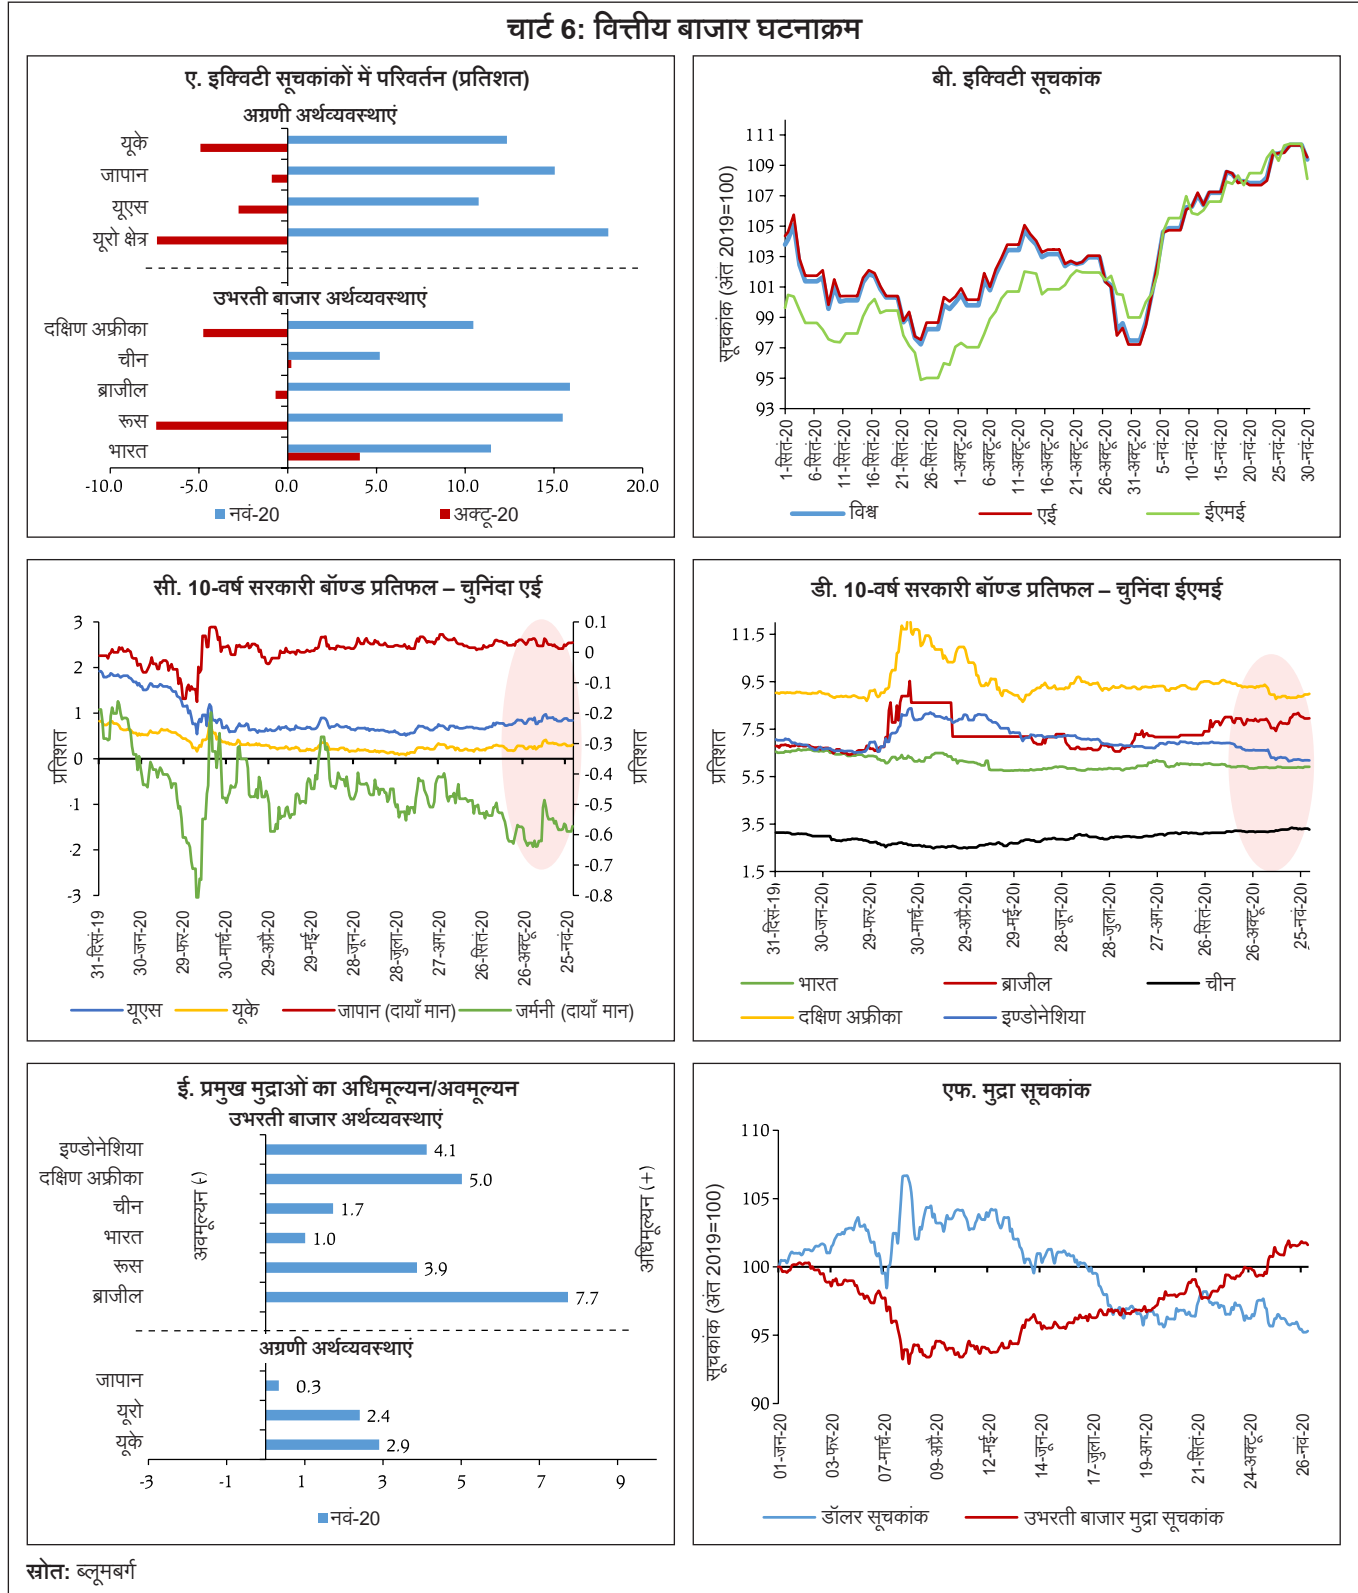 चार्ट 6: वित्तीय बाजार घटनाक्रम
ए. इक्विटी सूचकांकों में परिवर्तन (प्रतिशत)
अग्रणी अर्थव्यवस्थाएं
यूके
जापान
यूएस
यूरो क्षेत्र
उभरती बाजार अर्थव्यवस्थाएं
दक्षिण अफ्रीका
चीन
ब्राजील
रूस
भारत
-10.0 -5.0 0.0 5.0 10.0 15.0 20.0
नवं-20 अक्टू-20
बी. इक्विटी सूचकांक
सूचकांक (अंत 2019=100)
111
109
107
105
103
101
99
97
95
93
1-सितं-20 6-सितं-20 11-सितं-20 16-सितं-20 21-सितं-20 26-सितं-20 1-अक्टू-20 6-अक्टू-20 11-अक्टू-20 16-अक्टू-20 21-अक्टू-20 26-अक्टू-20 31-अक्टू-20 5-नवं-20 10-नवं-20 15-नवं-20 20-नवं-20 25-नवं-20 30-नवं-20
विश्व एई ईएमई
सी. 10-वर्ष सरकारी बॉण्ड प्रतिफल – चुनिंदा एई
प्रतिशत
3
2
1
0
-1
-2
-3
0.1
0
-0.1
-0.2
-0.3
-0.4
-0.5
-0.6
-0.7
-0.8
प्रतिशत
31-दिसं-19 30-जन-20 29-फर-20 30-मार्च-20 29-अप्रै-20 29-मई-20 28-जून-20 28-जुला-20 27-अग-20 26-सितं-20 26-अक्टू-20 25-नवं-20
यूएस यूके जापान (दायाँ मान) जर्मनी (दायाँ मान)
डी. 10-वर्ष सरकारी बॉण्ड प्रतिफल – चुनिंदा ईएमई
प्रतिशत
11.5
9.5
7.5
5.5
3.5
1.5
31-दिसं-19 30-जन-20 29-फर-20 30-मार्च-20 29-अप्रै-20 29-मई-20 28-जून-20 28-जुला-20 27-अग-20 26-सितं-20 26-अक्टू-20 25-नवं-20
भारत ब्राजील चीन
दक्षिण अफ्रीका इण्डोनेशिया
ई. प्रमुख मुद्राओं का अधिमूल्यन/अवमूल्यन
उभरती बाजार अर्थव्यवस्थाएं
इण्डोनेशिया 4.1
दक्षिण अफ्रीका 5.0
चीन 1.7
भारत 1.0
रूस 3.9
ब्राजील 7.7
अवमूल्यन (-)
अधिमूल्यन (+)
अग्रणी अर्थव्यवस्थाएं
जापान 0.3
यूरो 2.4
यूके 2.9
-3 -1 1 3 5 7 9
नवं-20
एफ. मुद्रा सूचकांक
सूचकांक (अंत 2019=100)
110
105
100
95
90
01-जन-20 03-फर-20 07-मार्च-20 09-अप्रै-20 12-मई-20 14-जून-20 17-जुला-20 19-अग-20 21-सितं-20 24-अक्टू-20 26-नवं-20
डॉलर सूचकांक उभरती बाजार मुद्रा सूचकांक
स्रोत: ब्लूमबर्ग